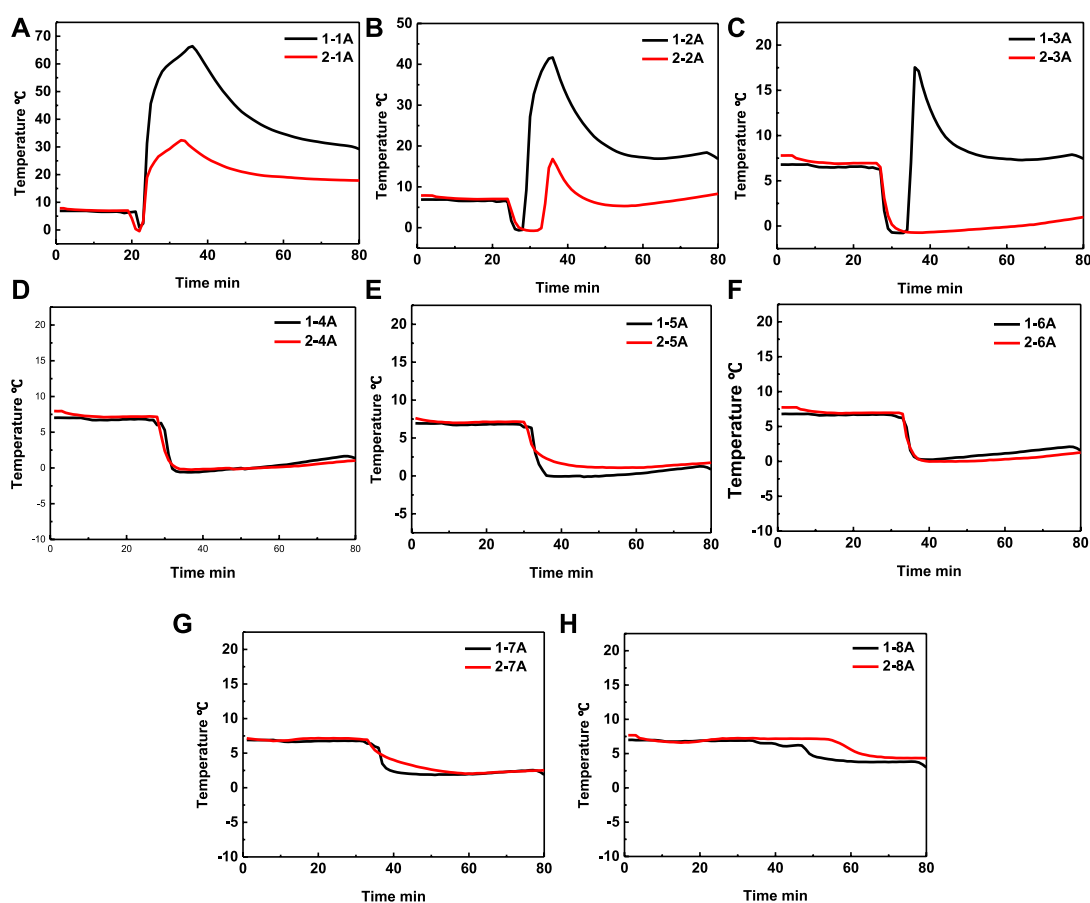 A
1-1A
2-1A
Temperature ℃
70
60
50
40
30
20
10
0
0 20 40 60 80
Time min
B
1-2A
2-2A
Temperature ℃
50
40
30
20
10
0
0 20 40 60 80
Time min
C
1-3A
2-3A
Temperature ℃
20
15
10
5
0
0 20 40 60 80
Time min
D
1-4A
2-4A
Temperature ℃
20
15
10
5
0
-5
-10
0 20 40 60 80
Time min
E
1-5A
2-5A
Temperature ℃
20
15
10
5
0
-5
0 20 40 60 80
Time min
F
1-6A
2-6A
Temperature ℃
20
15
10
5
0
-5
-10
0 20 40 60 80
Time min
G
1-7A
2-7A
Temperature ℃
20
15
10
5
0
-5
-10
0 20 40 60 80
Time min
H
1-8A
2-8A
Temperature ℃
20
15
10
5
0
-5
-10
0 20 40 60 80
Time min